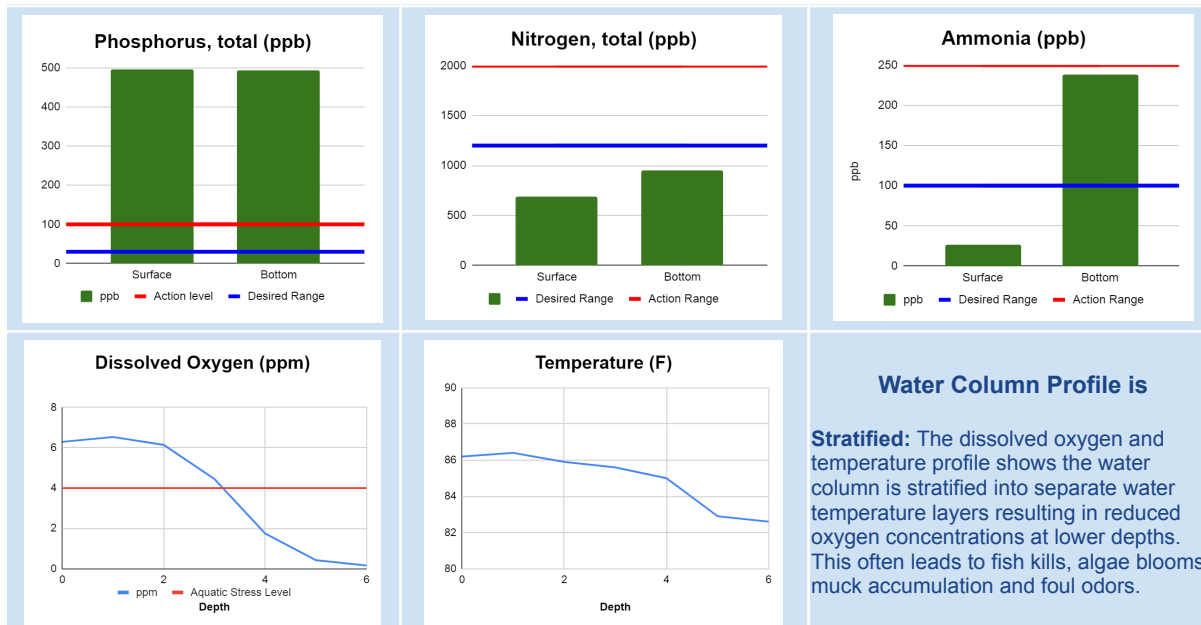 Phosphorus, total (ppb)
500
400
300
200
100
0
Surface
Bottom
ppb
Action level
Desired Range
Nitrogen, total (ppb)
2000
1500
1000
500
0
Surface
Bottom
Desired Range
Action Range
Ammonia (ppb)
250
200
150
100
50
0
ppb
Surface
Bottom
ppb
Desired Range
Action Range
Dissolved Oxygen (ppm)
8
6
4
2
0
0
2
4
6
ppm
Aquatic Stress Level
Depth
Temperature (F)
90
88
86
84
82
80
0
2
4
6
Depth
Water Column Profile is
Stratified: The dissolved oxygen and
temperature profile shows the water
column is stratified into separate water
temperature layers resulting in reduced
oxygen concentrations at lower depths.
This often leads to fish kills, algae blooms
muck accumulation and foul odors.